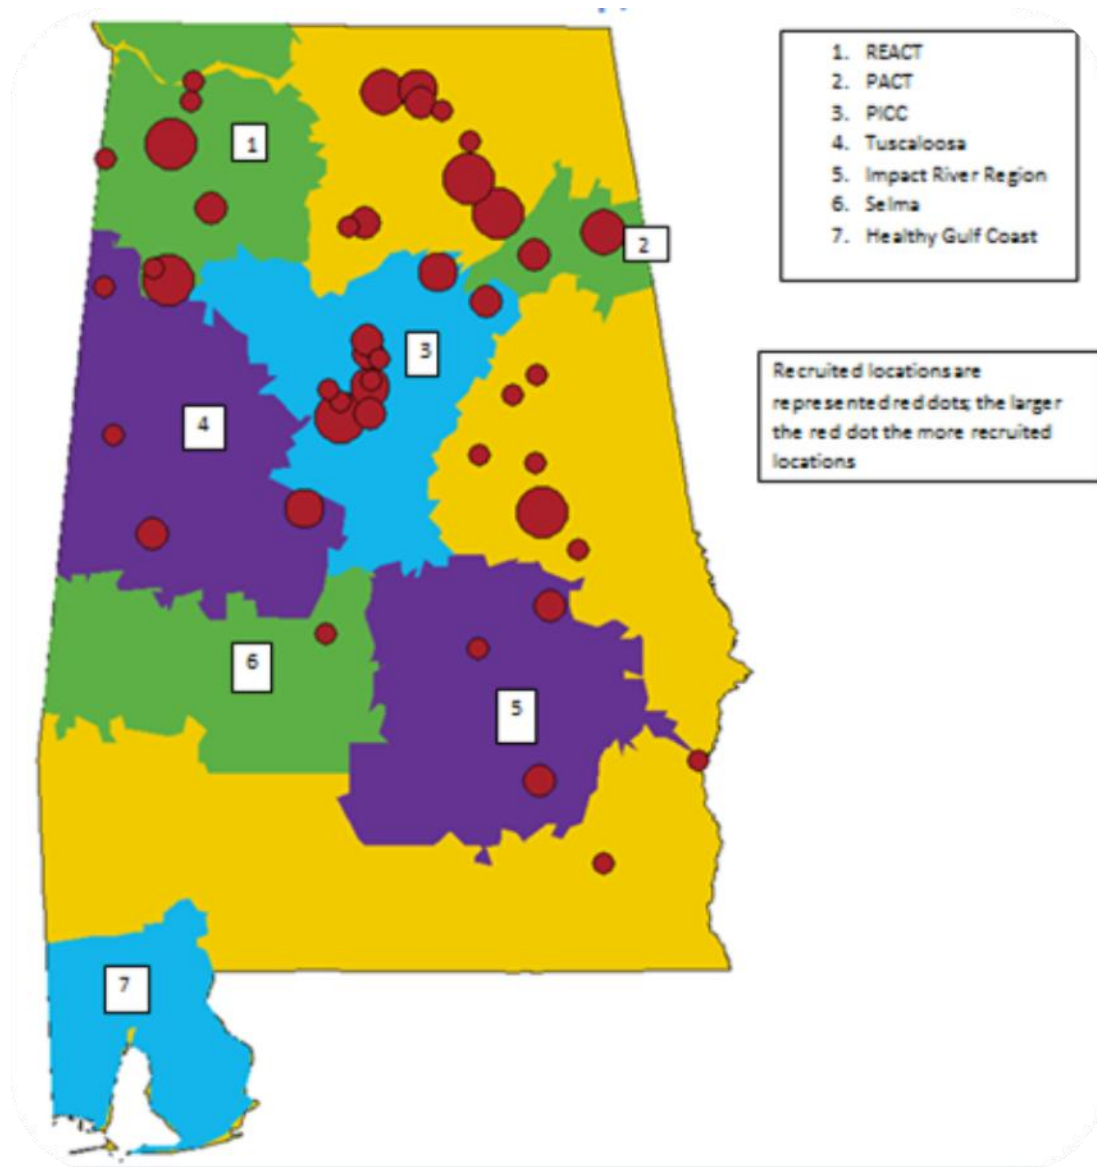 1. REACT
2. PACT
3. PICC
4. Tuscaloosa
5. Impact River Region
6. Selma
7. Healthy Gulf Coast
1
2
3
Recruited locations are
represented red dots; the larger
the red dot the more recruited
locations
4
6
5
7